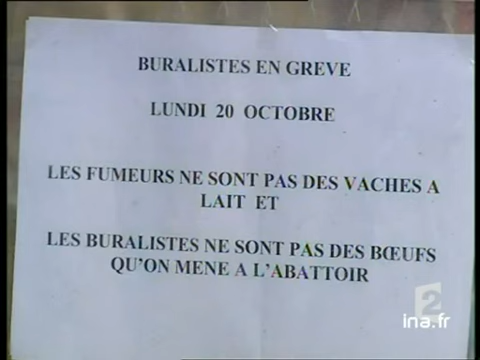 BURALISTES EN GREVE
LUNDI 20 OCTOBRE
LES FUMEURS NE SONT PAS DES VACHES A
LAIT ET
LES BURALISTES NE SONT PAS DES BŒUFS
QU'ON MENE A L'ABATTOIR
2
ina.fr